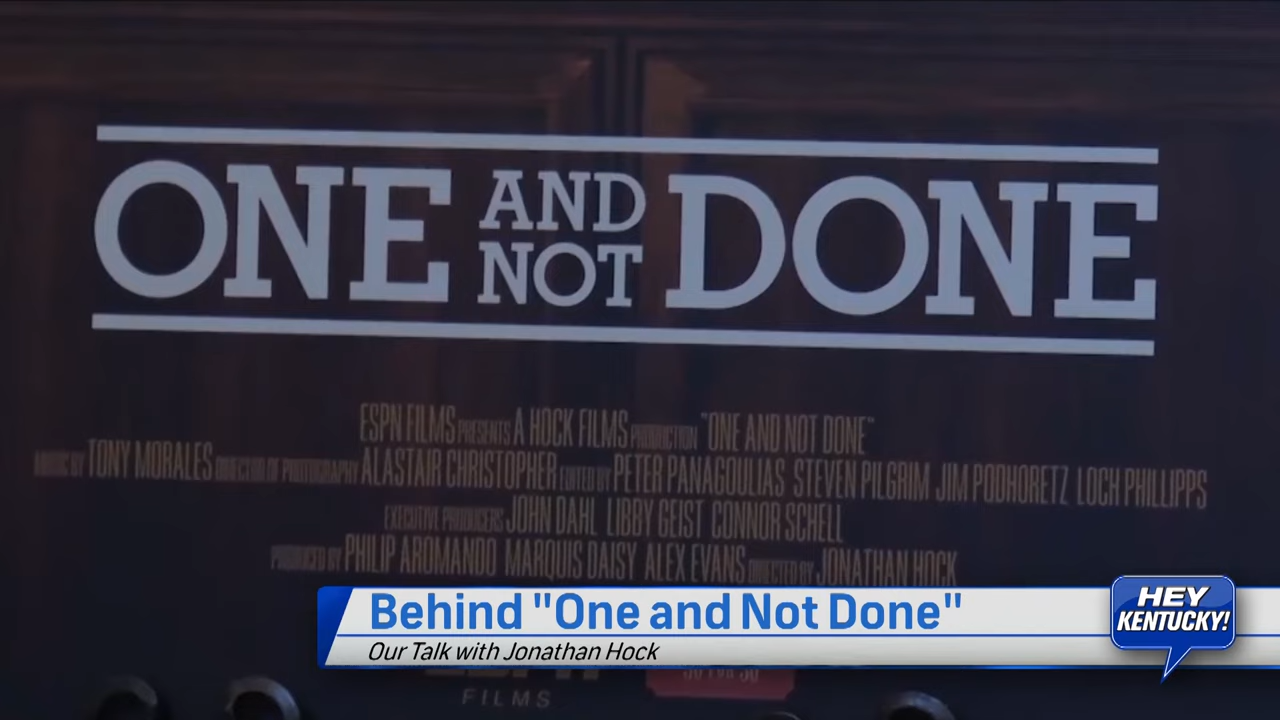 ONE AND NOT DONE
ESPN FILMS PRESENTS A HOCK FILMS PRODUCTION "ONE AND NOT DONE"
MUSIC BY TONY MORALES DIRECTOR OF PHOTOGRAPHY ALASTAIR CHRISTOPHER EDITED BY PETER PANAGOULIAS STEVEN PILGRIM JIM PODHORETZ LOCH PHILLIPPS
EXECUTIVE PRODUCERS JOHN DAHL LIBBY GEIST CONNOR SCHELL
PRODUCED BY PHILIP AROMANDO MARQUIS DAISY ALEX EVANS DIRECTED BY JONATHAN HOCK
Behind "One and Not Done"
Our Talk with Jonathan Hock
HEY
KENTUCKY!
FILMS